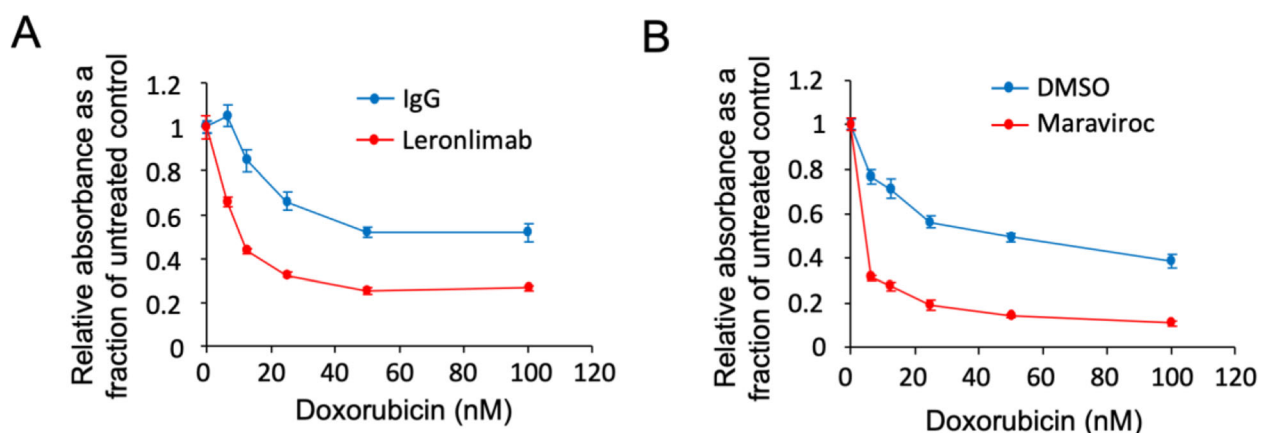 A
Relative absorbance as a
fraction of untreated control
1.2
1
0.8
0.6
0.4
0.2
0
0 20 40 60 80 100 120
Doxorubicin (nM)
IgG
Leronlimab
B
Relative absorbance as a
fraction of untreated control
1.2
1
0.8
0.6
0.4
0.2
0
0 20 40 60 80 100 120
Doxorubicin (nM)
DMSO
Maraviroc